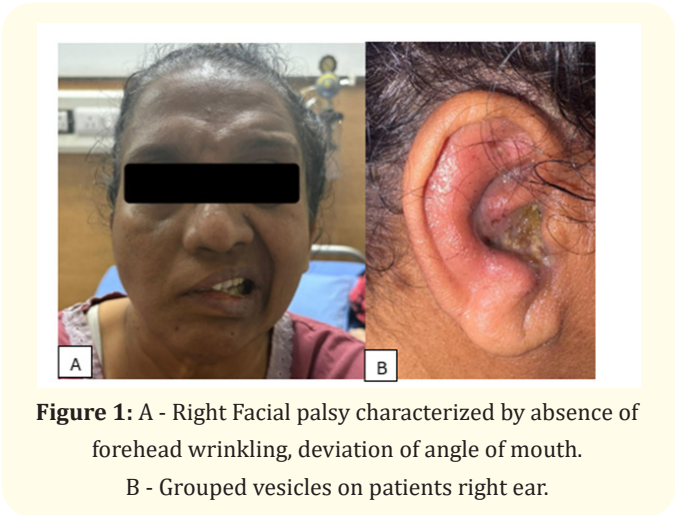 A
B
Figure 1: A - Right Facial palsy characterized by absence of
forehead wrinkling, deviation of angle of mouth.
B - Grouped vesicles on patients right ear.